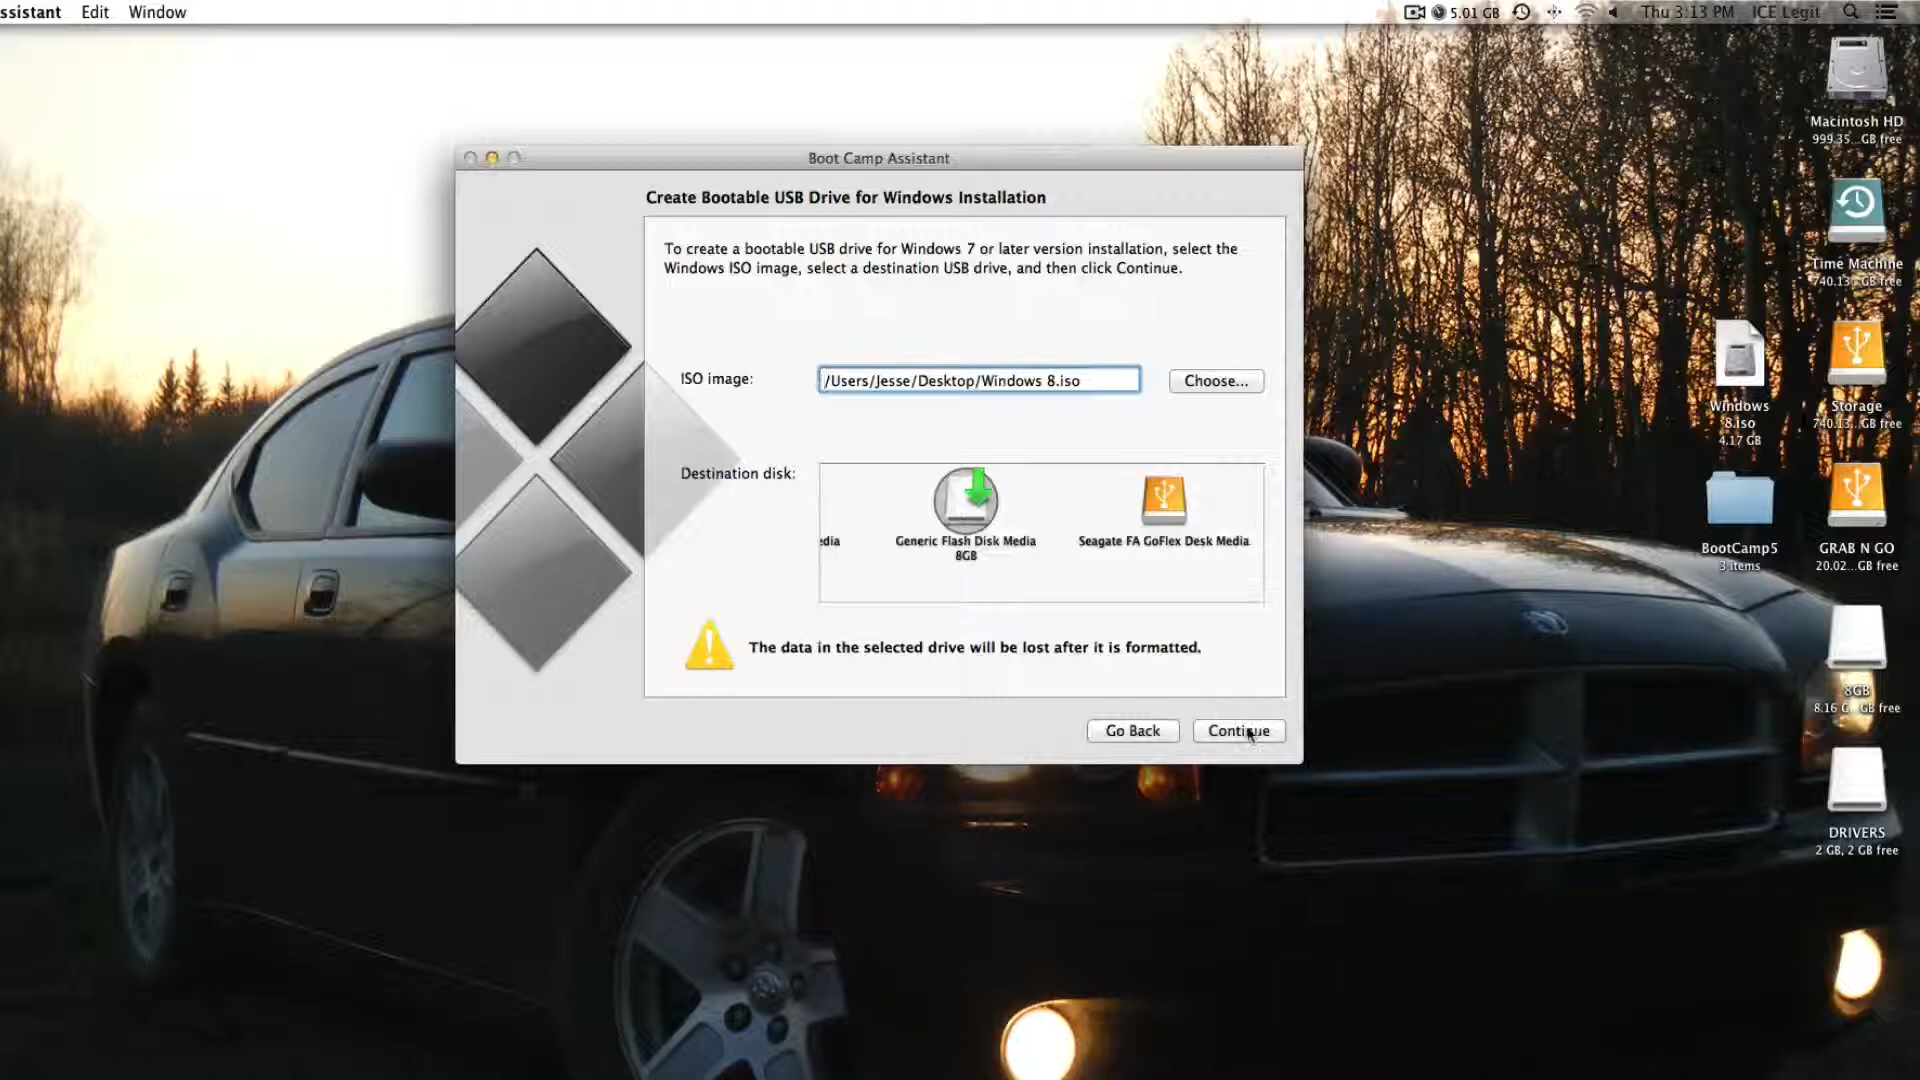 ssistant Edit Window 5.01 GB Thu 3:13 PM ICE Legit
Boot Camp Assistant
Create Bootable USB Drive for Windows Installation
To create a bootable USB drive for Windows 7 or later version installation, select the
Windows ISO image, select a destination USB drive, and then click Continue.
ISO image: /Users/Jesse/Desktop/Windows 8.iso Choose...
Destination disk:
edia
Generic Flash Disk Media
8GB
Seagate FA GoFlex Desk Media
The data in the selected drive will be lost after it is formatted.
Go Back Continue
Macintosh HD
999.35...GB free
Time Machine
740.13...GB free
Windows
8.iso
4.17 GB
Storage
740.13...GB free
BootCamp5
3 items
GRAB N GO
20.02...GB free
8GB
8.16 G...GB free
DRIVERS
2 GB, 2 GB free